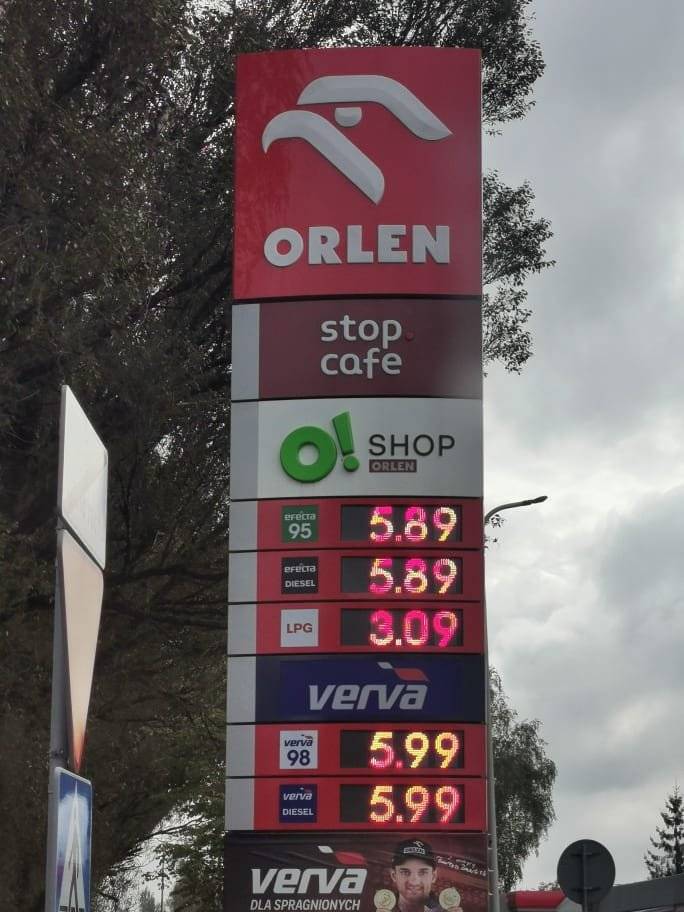 ORLEN
stop.
cafe
O! SHOP
ORLEN
EFECTA
95
5.89
EFECTA
DIESEL
5.89
LPG
3.09
verva
verva
98
5.99
verva
DIESEL
5.99
verva
DLA SPRAGNIONYCH
ORLEN